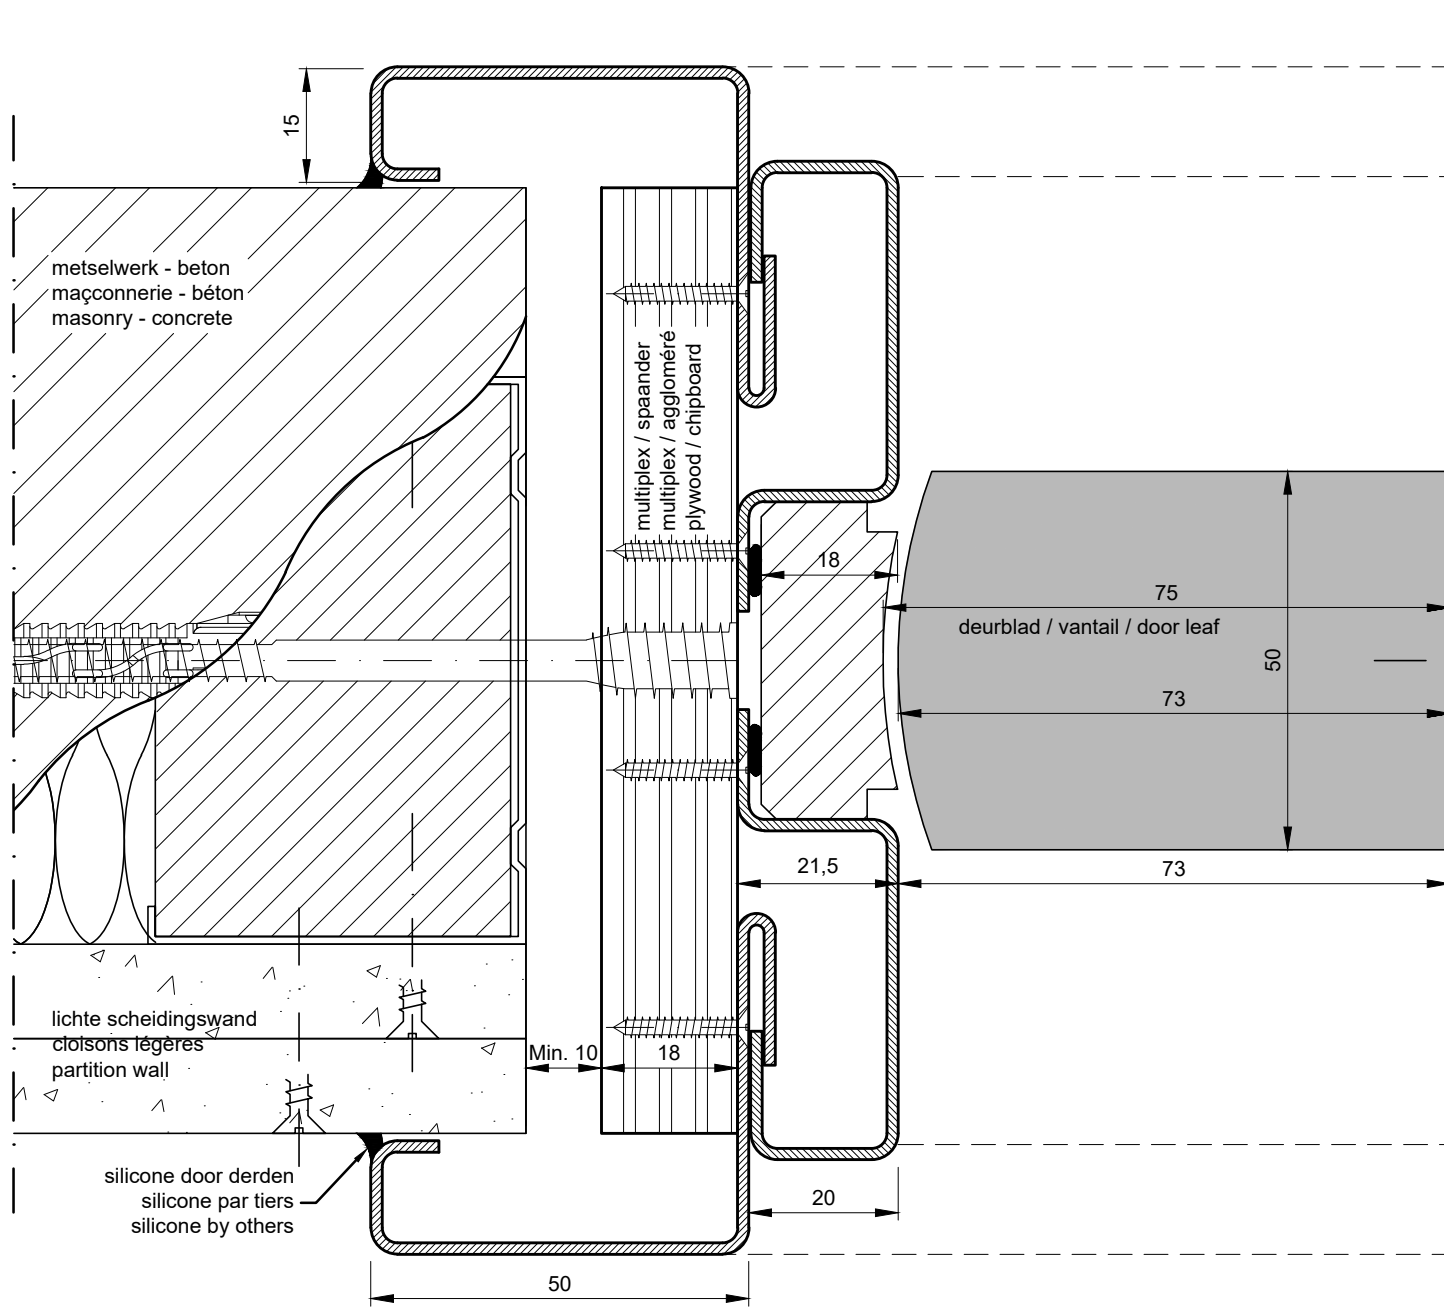 15
metselwerk - beton
maçconnerie - béton
masonry - concrete
multiplex / spaander
multiplex / aggloméré
plywood / chipboard
18
75
deurblad / vantail / door leaf
50
73
21,5
73
lichte scheidingswand
cloisons légères
partition wall
Min. 10
18
silicone door derden
silicone par tiers
silicone by others
20
50